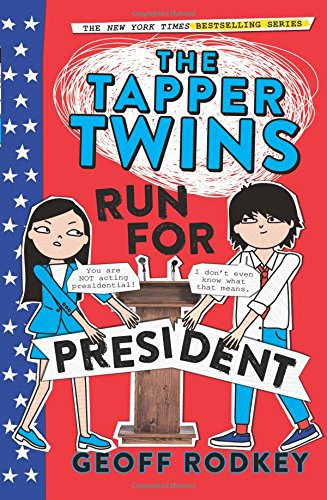 THE NEW YORK TIMES BESTSELLING SERIES
THE
TAPPER
TWINS
RUN
FOR
You are
NOT acting
presidential!
I don't even
know what
that means.
PRESIDENT
GEOFF RODKEY